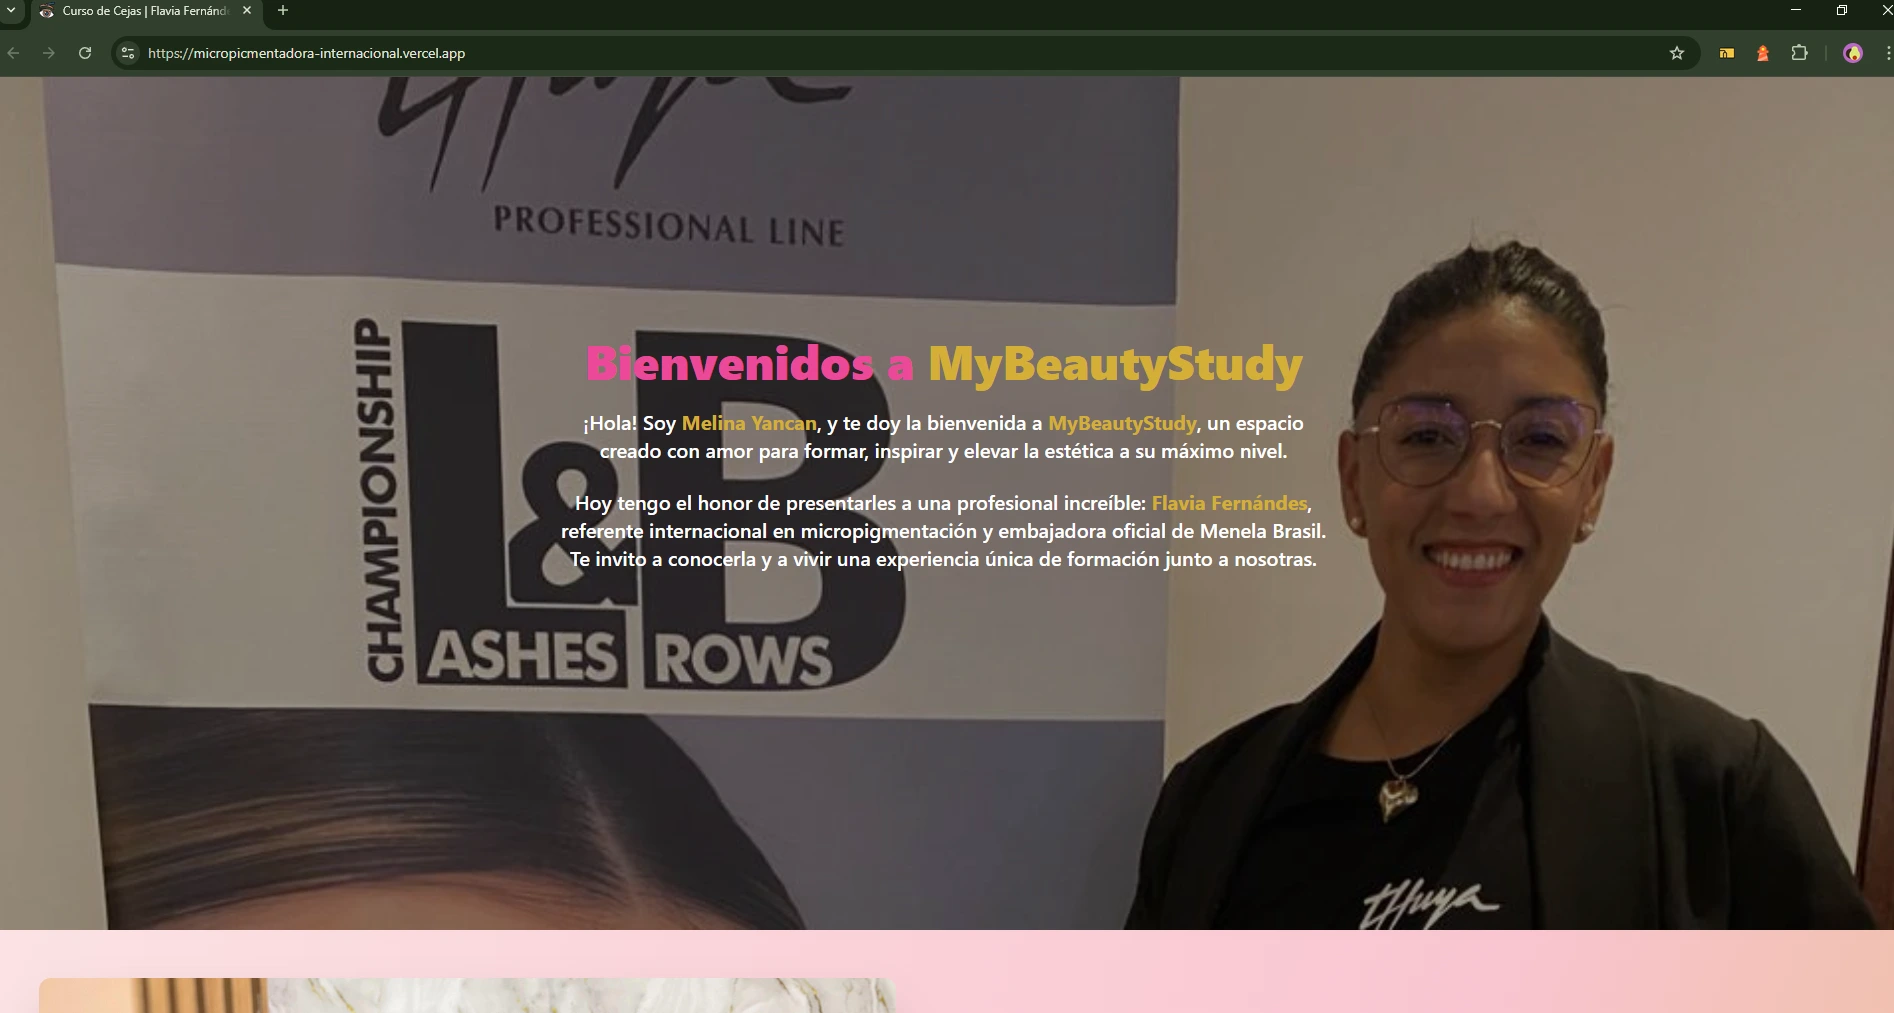 Curso de Cejas | Flavia Fernánd
https://micropicmentadora-internacional.vercel.app
PROFESSIONAL LINE
CHAMPIONSHIP
L&B
ASHES ROWS
Bienvenidos a MyBeautyStudy
¡Hola! Soy Melina Yancan, y te doy la bienvenida a MyBeautyStudy, un espacio
creado con amor para formar, inspirar y elevar la estética a su máximo nivel.
Hoy tengo el honor de presentarles a una profesional increíble: Flavia Fernándes,
referente internacional en micropigmentación y embajadora oficial de Menela Brasil.
Te invito a conocerla y a vivir una experiencia única de formación junto a nosotras.
tHuya